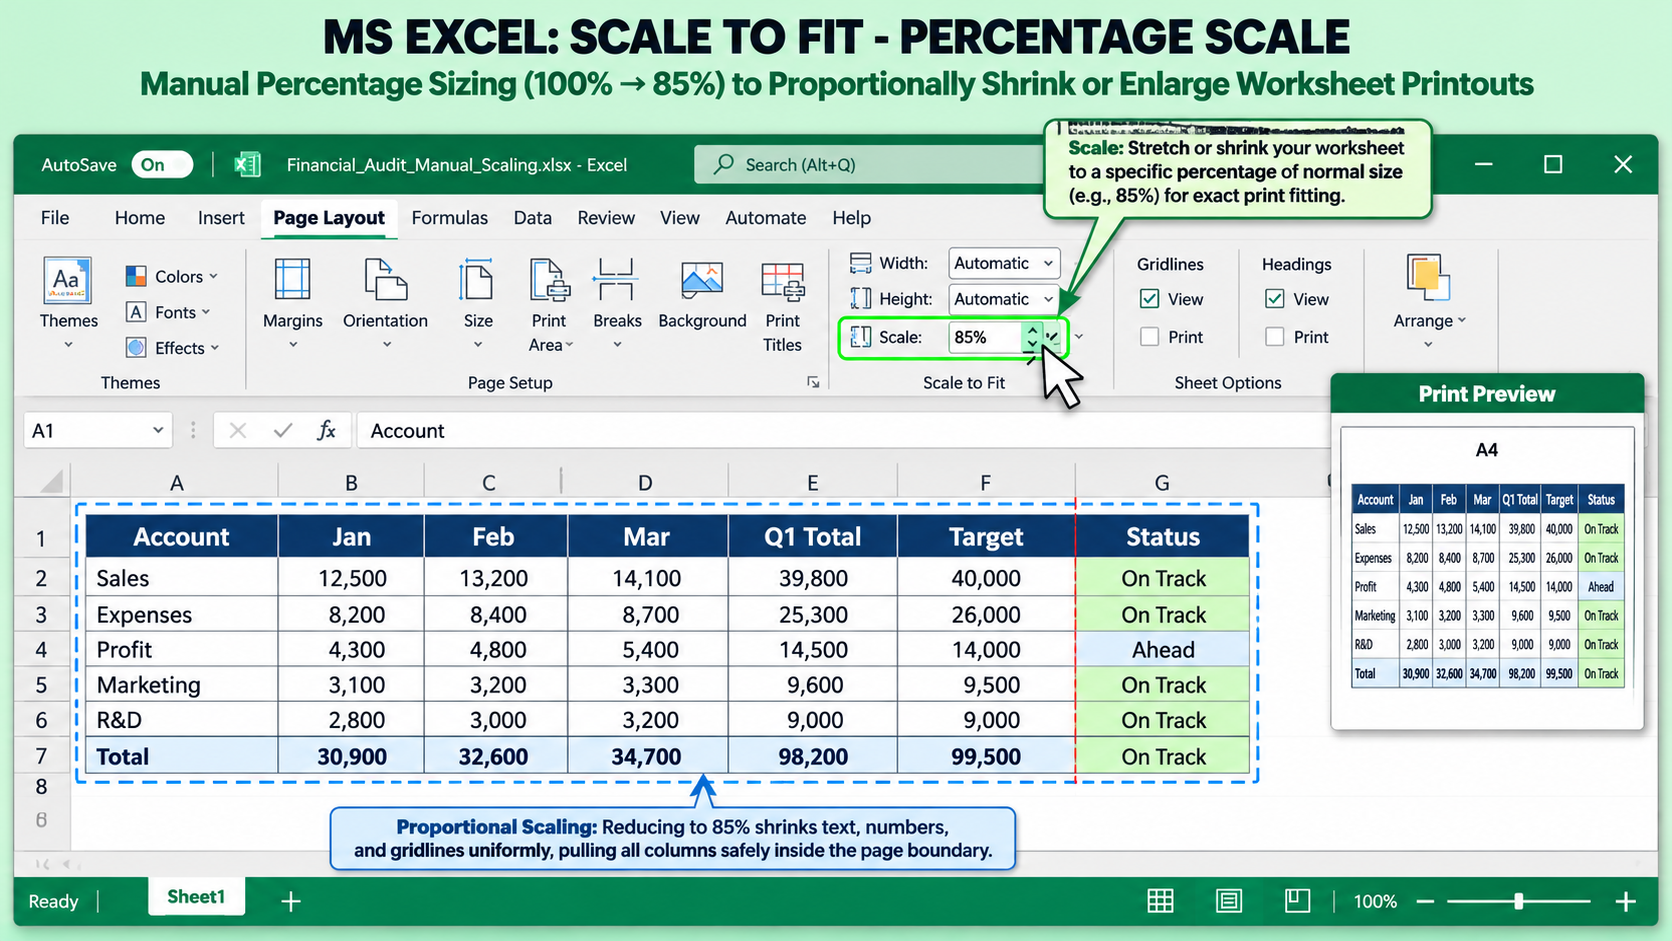 MS EXCEL: SCALE TO FIT - PERCENTAGE SCALE
Manual Percentage Sizing (100% → 85%) to Proportionally Shrink or Enlarge Worksheet Printouts
AutoSave On
Financial_Audit_Manual_Scaling.xlsx - Excel
Search (Alt+Q)
Scale: Stretch or shrink your worksheet
to a specific percentage of normal size
(e.g., 85%) for exact print fitting.
File Home Insert Page Layout Formulas Data Review View Automate Help
Aa
Themes
Colors
A Fonts
Effects
Themes
Margins
Orientation
Size
Print
Area
Breaks
Background
Print
Titles
Page Setup
Width: Automatic
Height: Automatic
Scale: 85%
Scale to Fit
Gridlines
View
Print
Headings
View
Print
Sheet Options
Arrange
A1
fx
Account
A B C D E F G
1 Account Jan Feb Mar Q1 Total Target Status
2 Sales 12,500 13,200 14,100 39,800 40,000 On Track
3 Expenses 8,200 8,400 8,700 25,300 26,000 On Track
4 Profit 4,300 4,800 5,400 14,500 14,000 Ahead
5 Marketing 3,100 3,200 3,300 9,600 9,500 On Track
6 R&D 2,800 3,000 3,200 9,000 9,000 On Track
7 Total 30,900 32,600 34,700 98,200 99,500 On Track
8
Proportional Scaling: Reducing to 85% shrinks text, numbers,
and gridlines uniformly, pulling all columns safely inside the page boundary.
Print Preview
A4
Account Jan Feb Mar Q1 Total Target Status
Sales 12,500 13,200 14,100 39,800 40,000 On Track
Expenses 8,200 8,400 8,700 25,300 26,000 On Track
Profit 4,300 4,800 5,400 14,500 14,000 Ahead
Marketing 3,100 3,200 3,300 9,600 9,500 On Track
R&D 2,800 3,000 3,200 9,000 9,000 On Track
Total 30,900 32,600 34,700 98,200 99,500 On Track
Ready
Sheet1
100%